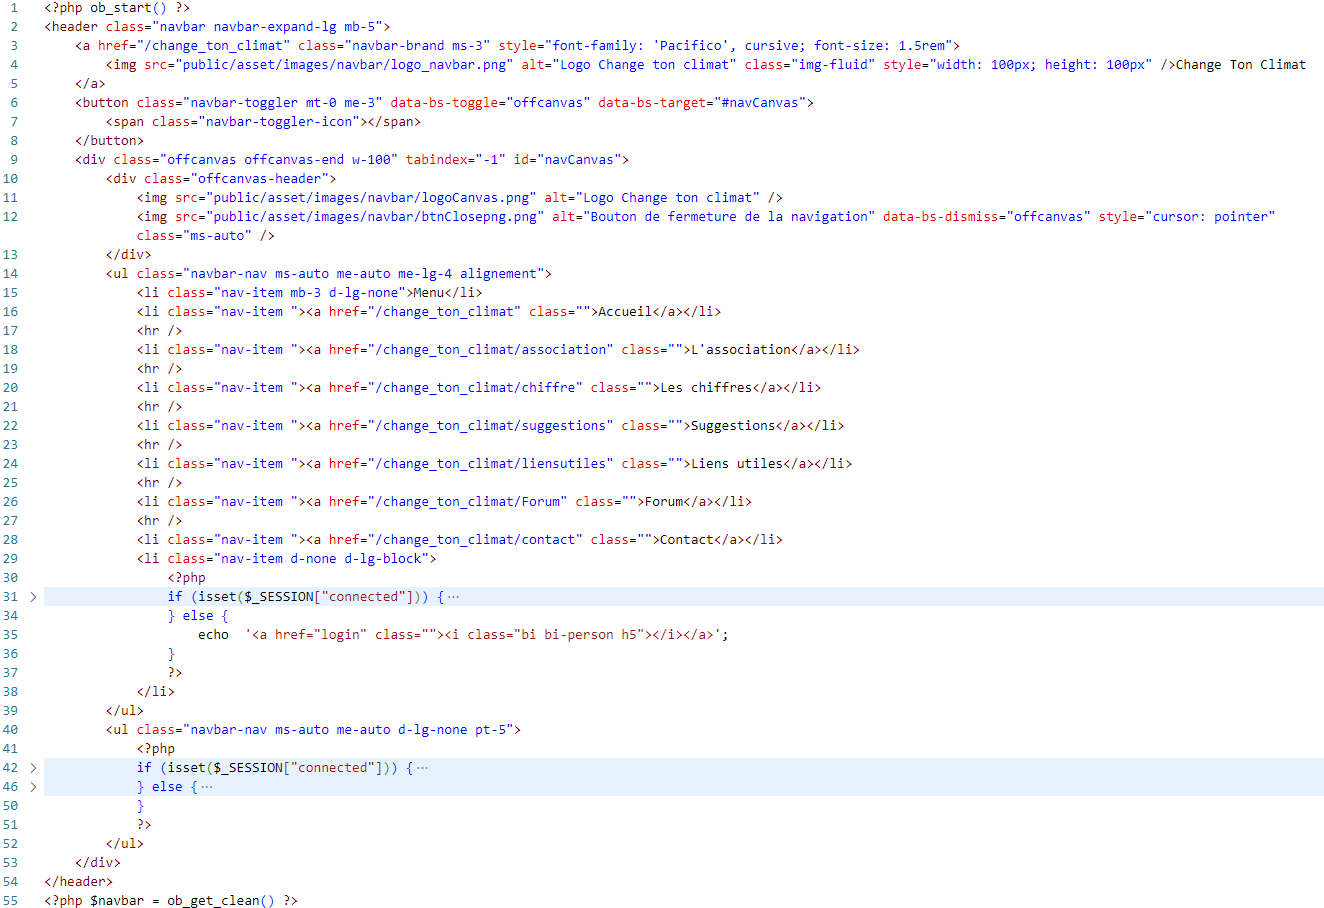 1 <?php ob_start() ?>
2 <header class="navbar navbar-expand-lg mb-5">
3 <a href="/change_ton_climat" class="navbar-brand ms-3" style="font-family: 'Pacifico', cursive; font-size: 1.5rem">
4 <img src="public/asset/images/navbar/logo_navbar.png" alt="Logo Change ton climat" class="img-fluid" style="width: 100px; height: 100px" />Change Ton Climat
5 </a>
6 <button class="navbar-toggler mt-0 me-3" data-bs-toggle="offcanvas" data-bs-target="#navCanvas">
7 <span class="navbar-toggler-icon"></span>
8 </button>
9 <div class="offcanvas offcanvas-end w-100" tabindex="-1" id="navCanvas">
10 <div class="offcanvas-header">
11 <img src="public/asset/images/navbar/logoCanvas.png" alt="Logo Change ton climat" />
12 <img src="public/asset/images/navbar/btnClosepng.png" alt="Bouton de fermeture de la navigation" data-bs-dismiss="offcanvas" style="cursor: pointer"
class="ms-auto" />
13 </div>
14 <ul class="navbar-nav ms-auto me-auto me-lg-4 alignement">
15 <li class="nav-item mb-3 d-lg-none">Menu</li>
16 <li class="nav-item "><a href="/change_ton_climat" class="">Accueil</a></li>
17 <hr />
18 <li class="nav-item "><a href="/change_ton_climat/association" class="">L'association</a></li>
19 <hr />
20 <li class="nav-item "><a href="/change_ton_climat/chiffre" class="">Les chiffres</a></li>
21 <hr />
22 <li class="nav-item "><a href="/change_ton_climat/suggestions" class="">Suggestions</a></li>
23 <hr />
24 <li class="nav-item "><a href="/change_ton_climat/liensutiles" class="">Liens utiles</a></li>
25 <hr />
26 <li class="nav-item "><a href="/change_ton_climat/Forum" class="">Forum</a></li>
27 <hr />
28 <li class="nav-item "><a href="/change_ton_climat/contact" class="">Contact</a></li>
29 <li class="nav-item d-none d-lg-block">
30 <?php
31 > if (isset($_SESSION["connected"])) { ···
34 } else {
35 echo  '<a href="login" class=""><i class="bi bi-person h5"></i></a>';
36 }
37 ?>
38 </li>
39 </ul>
40 <ul class="navbar-nav ms-auto me-auto d-lg-none pt-5">
41 <?php
42 > if (isset($_SESSION["connected"])) { ···
46 > } else { ···
50 }
51 ?>
52 </ul>
53 </div>
54 </header>
55 <?php $navbar = ob_get_clean() ?>